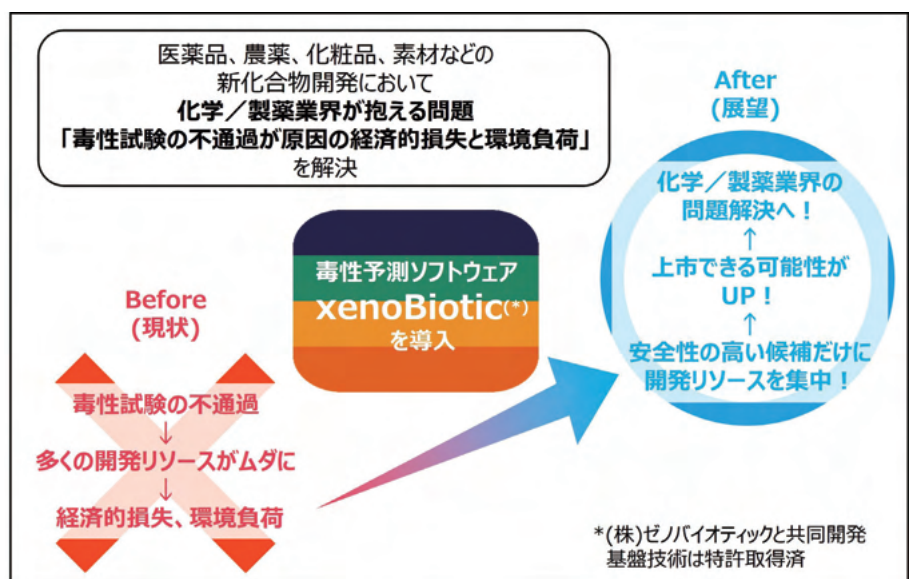 医薬品、農薬、化粧品、素材などの
新化合物開発において
化学／製薬業界が抱える問題
「毒性試験の不通過が原因の経済的損失と環境負荷」
を解決
Before
(現状)
毒性試験の不通過
↓
多くの開発リソースがムダに
↓
経済的損失、環境負荷
毒性予測ソフトウェア
xenoBiotic(*)
を導入
After
(展望)
化学／製薬業界の
問題解決へ！
↑
上市できる可能性が
UP！
↑
安全性の高い候補だけに
開発リソースを集中！
*(株)ゼノバイオティックと共同開発
基盤技術は特許取得済